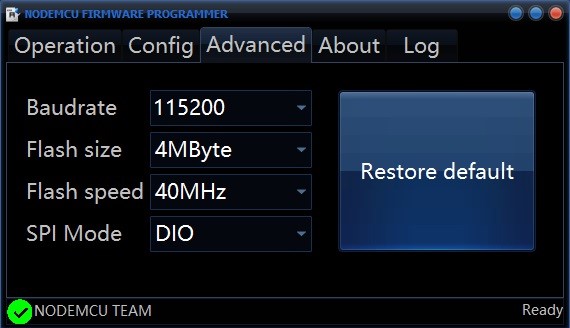 NODEMCU FIRMWARE PROGRAMMER
Operation Config Advanced About Log
Baudrate 115200
Flash size 4MByte
Flash speed 40MHz
SPI Mode DIO
Restore default
NODEMCU TEAM Ready